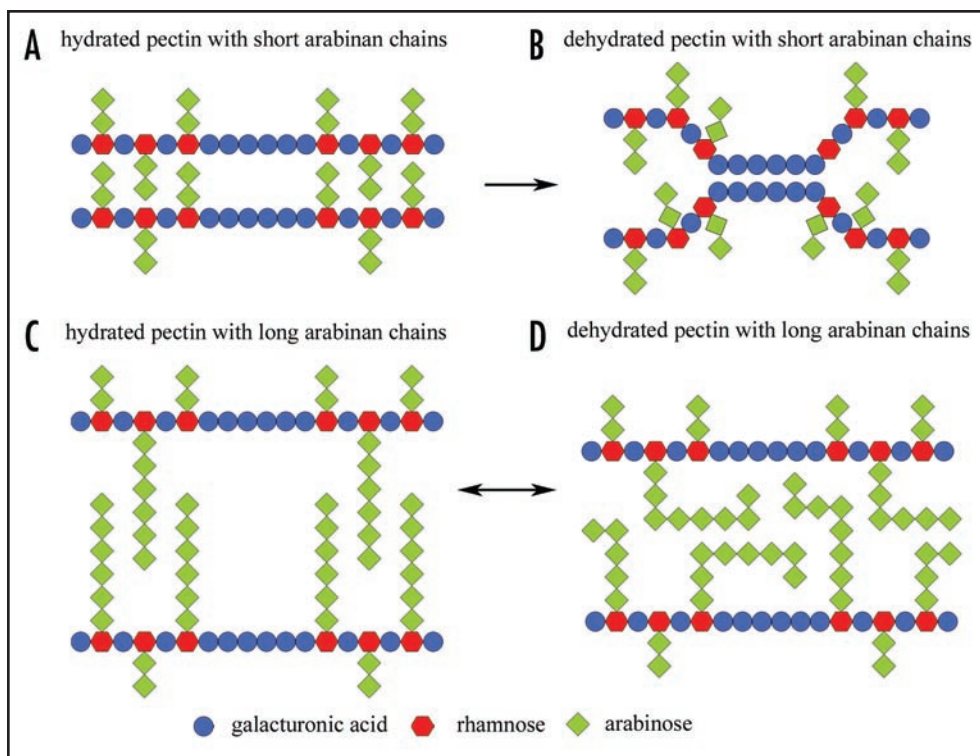 A hydrated pectin with short arabinan chains
B dehydrated pectin with short arabinan chains
C hydrated pectin with long arabinan chains
D dehydrated pectin with long arabinan chains
galacturonic acid rhamnose arabinose